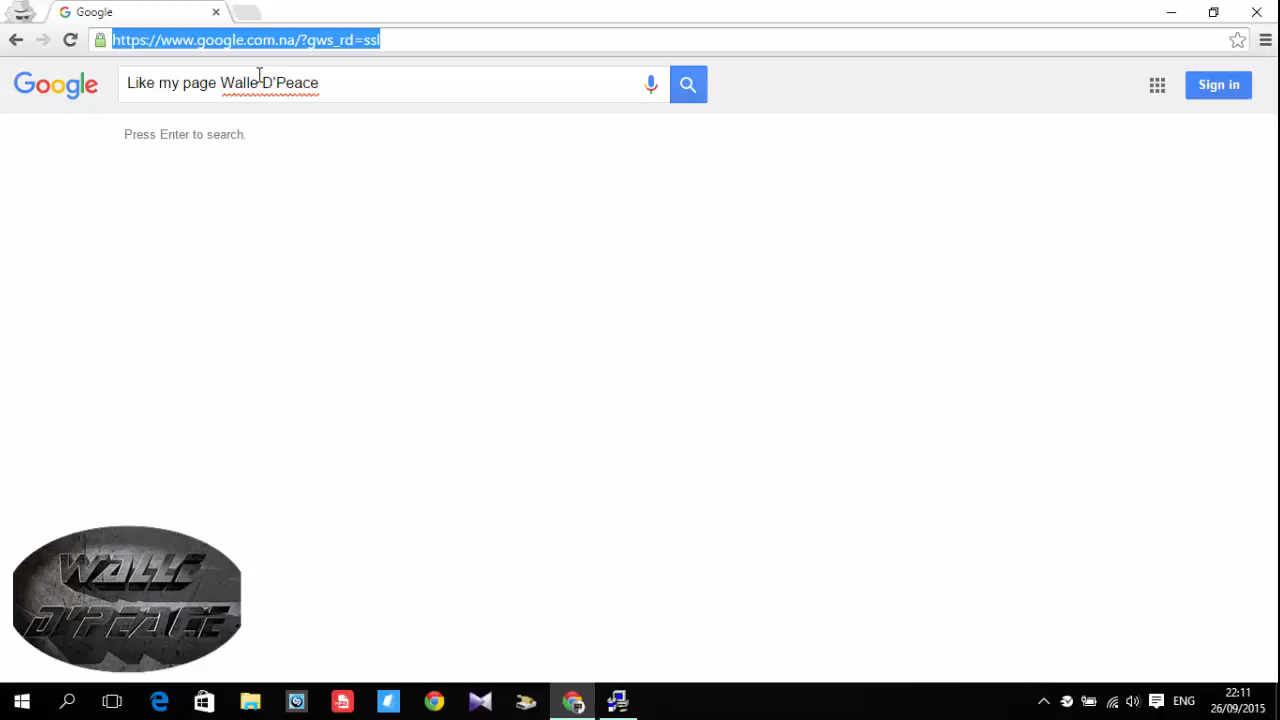 Google
https://www.google.com.na/?gws_rd=ssl
Google
Like my page Walle D'Peace
Sign in
Press Enter to search.
WALLE
D'PEACE
ENG
22:11
26/09/2015